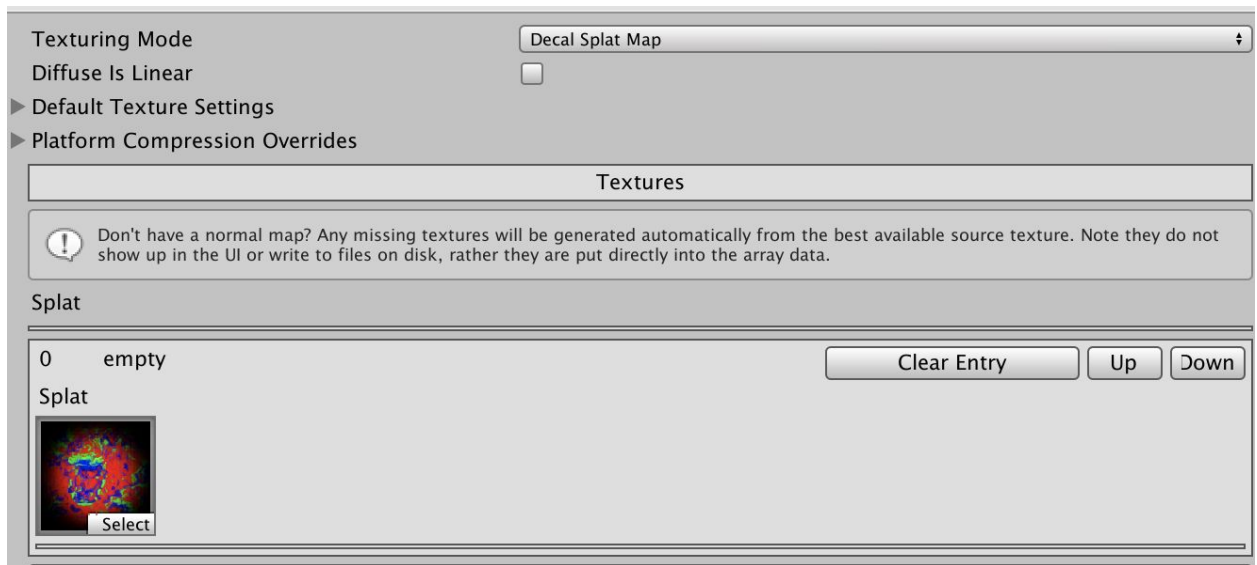 Texturing Mode Decal Splat Map
Diffuse Is Linear
Default Texture Settings
Platform Compression Overrides
Textures
Don't have a normal map? Any missing textures will be generated automatically from the best available source texture. Note they do not
show up in the UI or write to files on disk, rather they are put directly into the array data.
Splat
0 empty Clear Entry Up Down
Splat
Select